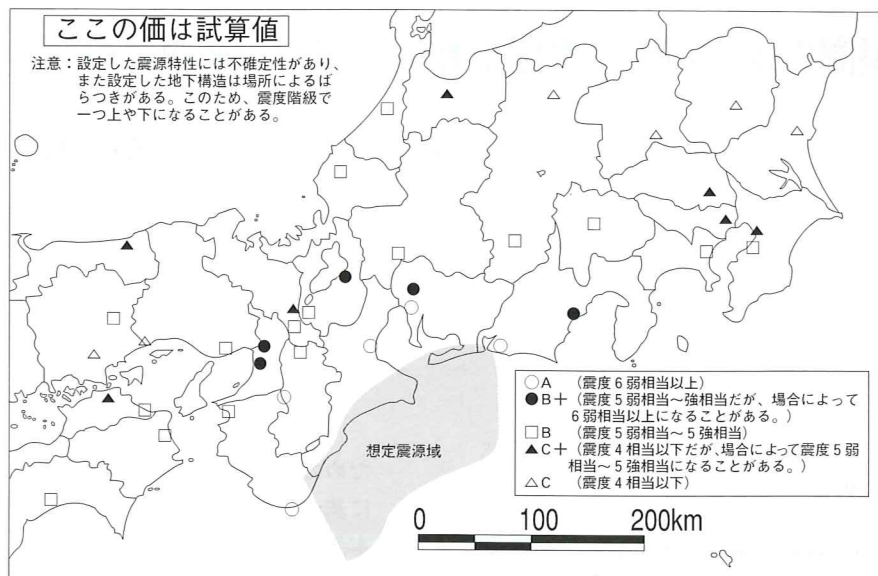 ここの価は試算値
注意：設定した震源特性には不確定性があり、
また設定した地下構造は場所によるば
らつきがある。このため、震度階級で
一つ上や下になることがある。
想定震源域
○A （震度６弱相当以上）
●B＋（震度５弱相当～強相当だが、場合によって
６弱相当以上になることがある。）
□B （震度５弱相当～５強相当）
▲C＋（震度４相当以下だが、場合によって震度５弱
相当～５強相当になることがある。）
△C （震度４相当以下）
0 100 200km